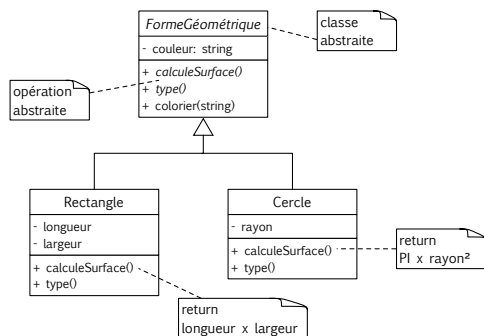 FormeGéométrique
- couleur: string
+ calculeSurface()
+ type()
+ colorier(string)
classe
abstraite
opération
abstraite
Rectangle
- longueur
- largeur
+ calculeSurface()
+ type()
Cercle
- rayon
+ calculeSurface()
+ type()
return
PI x rayon²
return
longueur x largeur